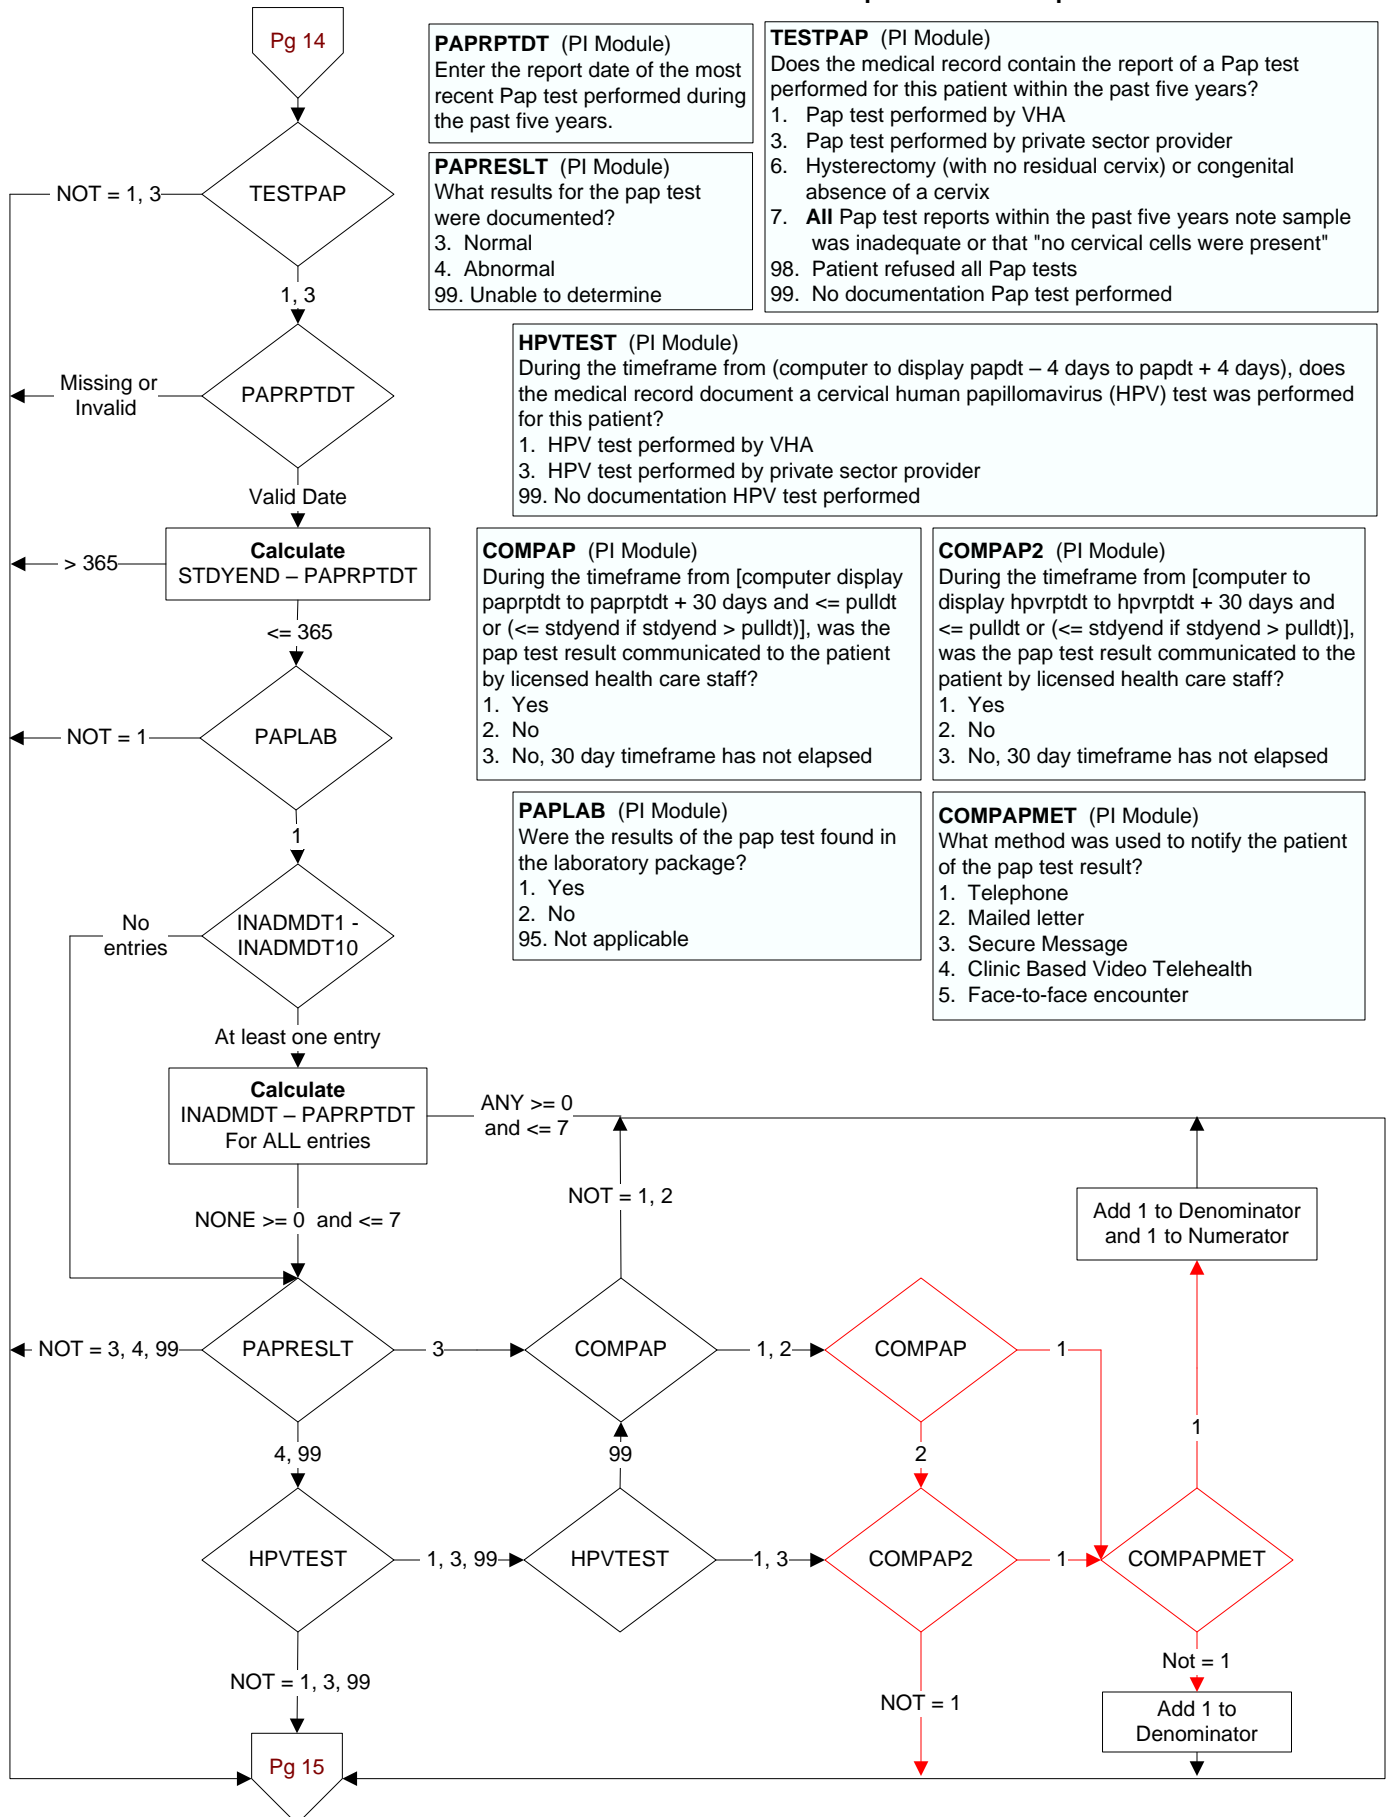 Pg 14
PAPRPTDT (PI Module)
Enter the report date of the most
recent Pap test performed during
the past five years.
TESTPAP (PI Module)
Does the medical record contain the report of a Pap test
performed for this patient within the past five years?
1. Pap test performed by VHA
3. Pap test performed by private sector provider
6. Hysterectomy (with no residual cervix) or congenital
absence of a cervix
7. All Pap test reports within the past five years note sample
was inadequate or that "no cervical cells were present"
98. Patient refused all Pap tests
99. No documentation Pap test performed
PAPRESLT (PI Module)
What results for the pap test
were documented?
3. Normal
4. Abnormal
99. Unable to determine
NOT = 1, 3
TESTPAP
1, 3
HPVTEST (PI Module)
During the timeframe from (computer to display papdt – 4 days to papdt + 4 days), does
the medical record document a cervical human papillomavirus (HPV) test was performed
for this patient?
1. HPV test performed by VHA
3. HPV test performed by private sector provider
99. No documentation HPV test performed
Missing or
Invalid
PAPRPTDT
Valid Date
Calculate
STDYEND – PAPRPTDT
> 365
<= 365
COMPAP (PI Module)
During the timeframe from [computer display
paprptdt to paprptdt + 30 days and <= pulldt
or (<= stdyend if stdyend > pulldt)], was the
pap test result communicated to the patient
by licensed health care staff?
1. Yes
2. No
3. No, 30 day timeframe has not elapsed
COMPAP2 (PI Module)
During the timeframe from [computer to
display hpvrptdt to hpvrptdt + 30 days and
<= pulldt or (<= stdyend if stdyend > pulldt)],
was the pap test result communicated to the
patient by licensed health care staff?
1. Yes
2. No
3. No, 30 day timeframe has not elapsed
NOT = 1
PAPLAB
1
PAPLAB (PI Module)
Were the results of the pap test found in
the laboratory package?
1. Yes
2. No
95. Not applicable
COMPAPMET (PI Module)
What method was used to notify the patient
of the pap test result?
1. Telephone
2. Mailed letter
3. Secure Message
4. Clinic Based Video Telehealth
5. Face-to-face encounter
No
entries
INADMDT1 -
INADMDT10
At least one entry
Calculate
INADMDT – PAPRPTDT
For ALL entries
ANY >= 0
and <= 7
NONE >= 0 and <= 7
NOT = 1, 2
Add 1 to Denominator
and 1 to Numerator
NOT = 3, 4, 99
PAPRESLT
3
COMPAP
1, 2
COMPAP
1
4, 99
99
2
1
HPVTEST
1, 3, 99
HPVTEST
1, 3
COMPAP2
1
COMPAPMET
NOT = 1, 3, 99
NOT = 1
Not = 1
Add 1 to
Denominator
Pg 15